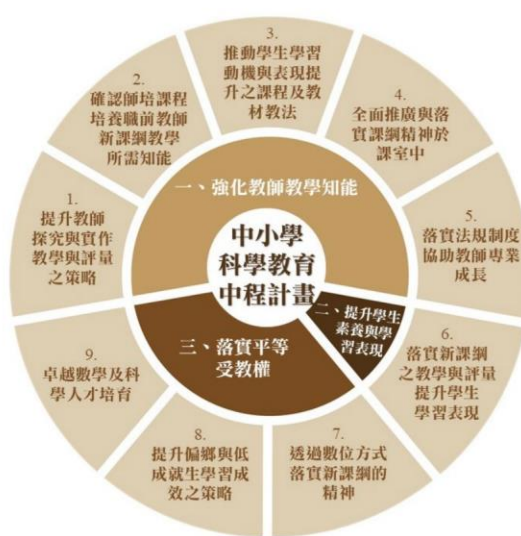 中小學
科學教育
中程計畫
一、強化教師教學知能
二、提升學生
素養與學
習表現
三、落實平等
受教權
1.
提升教師
探究與實作
教學與評量
之策略
2.
確認師培課程
培養職前教師
新課綱教學
所需知能
3.
推動學生學習
動機與表現提
升之課程及教
材教法
4.
全面推廣與落
實課綱精神於
課室中
5.
落實法規制度
協助教師專業
成長
6.
落實新課綱
之教學與評量
提升學生
學習表現
7.
透過數位方式
落實新課綱的
精神
8.
提升偏鄉與低
成就生學習成
效之策略
9.
卓越數學及科
學人才培育